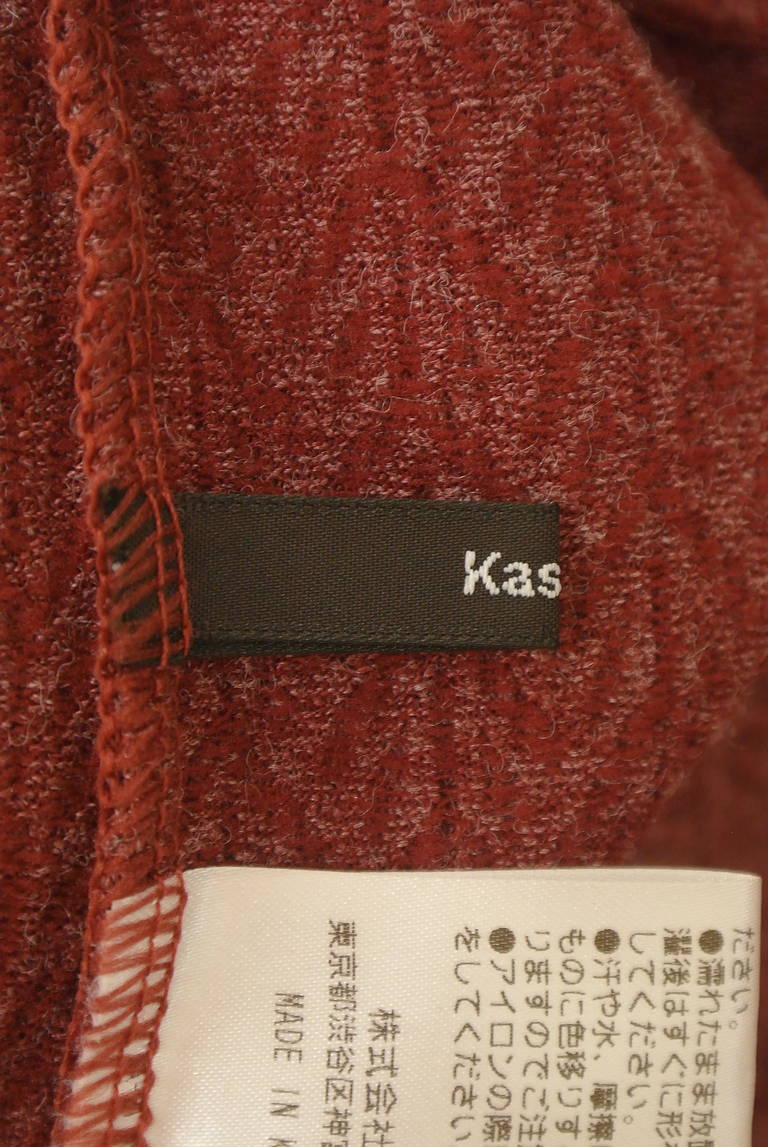 Kas
ださい。
●濡れたまま放
濯後はすぐに形
してください。
●汗や水、摩擦
ものに色移りす
りますのでご注
●アイロンの際
をしてください
株式会社
東京都渋谷区神宮
MADE IN K